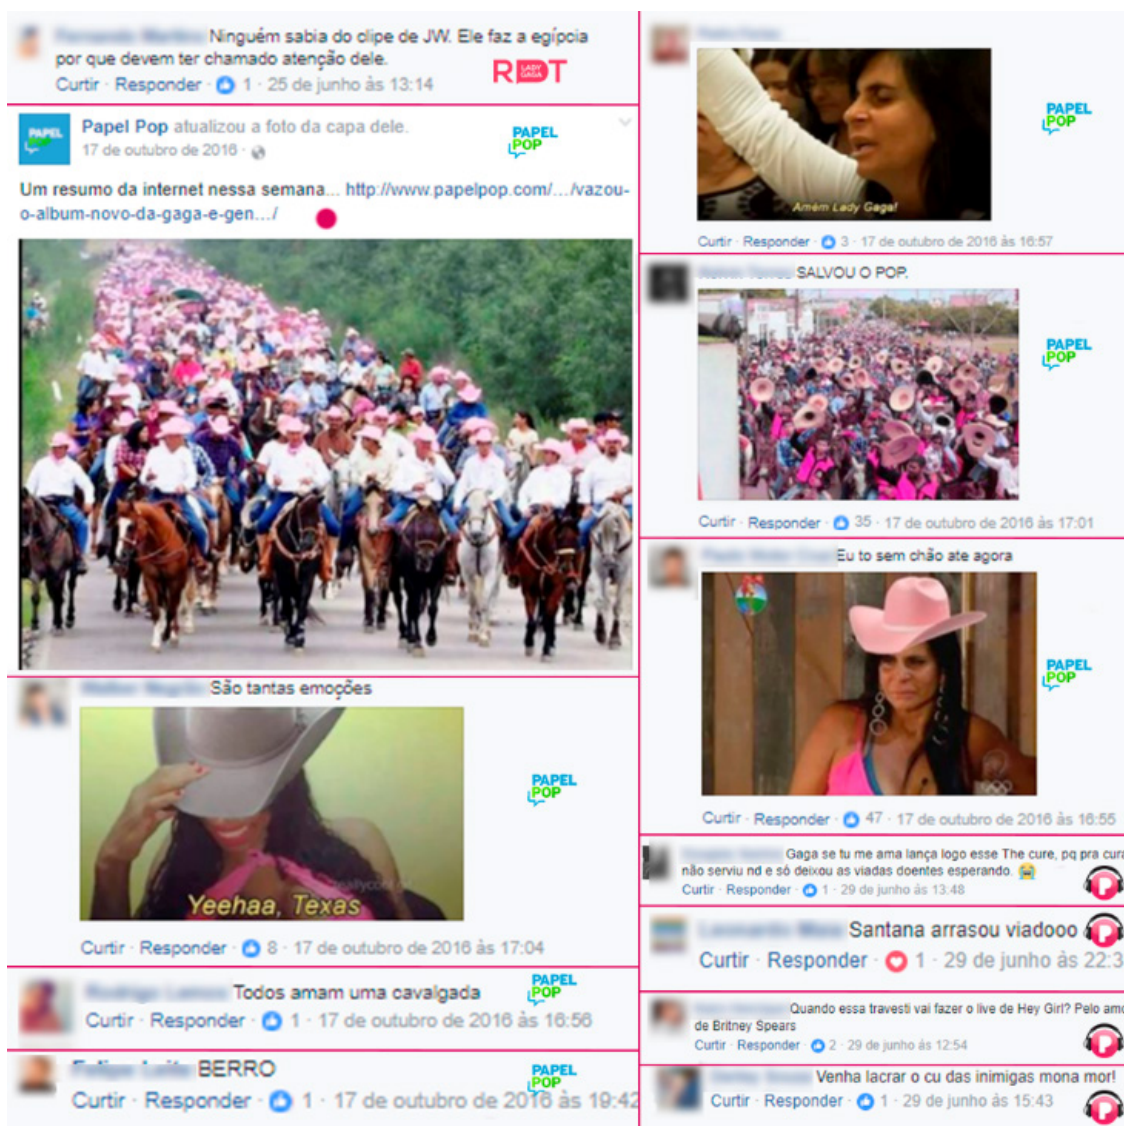 Ninguém sabia do clipe de JW. Ele faz a egípcia
por que devem ter chamado atenção dele.
Curtir · Responder · 1 · 25 de junho às 13:14
RDT
LADY
GAGA
PAPEL
Papel Pop atualizou a foto da capa dele.
17 de outubro de 2016 ·
PAPEL
POP
Um resumo da internet nessa semana... http://www.papelpop.com/.../vazou-
o-album-novo-da-gaga-e-gen.../
São tantas emoções
Yeehaa, Texas
PAPEL
POP
Curtir · Responder · 8 · 17 de outubro de 2016 às 17:04
Todos amam uma cavalgada
PAPEL
POP
Curtir · Responder · 1 · 17 de outubro de 2016 às 16:56
BERRO
PAPEL
POP
Curtir · Responder · 1 · 17 de outubro de 2016 às 19:42
Amém Lady Gaga!
PAPEL
POP
Curtir · Responder · 3 · 17 de outubro de 2016 às 16:57
SALVOU O POP.
PAPEL
POP
Curtir · Responder · 35 · 17 de outubro de 2016 às 17:01
Eu to sem chão ate agora
PAPEL
POP
Curtir · Responder · 47 · 17 de outubro de 2016 às 16:55
Gaga se tu me ama lança logo esse The cure, pq pra cura
não serviu nd e só deixou as viadas doentes esperando.
Curtir · Responder · 1 · 29 de junho às 13:48
Santana arrasou viadooo
Curtir · Responder · 1 · 29 de junho às 22:3
Quando essa travesti vai fazer o live de Hey Girl? Pelo amo
de Britney Spears
Curtir · Responder · 2 · 29 de junho às 12:54
Venha lacrar o cu das inimigas mona mor!
Curtir · Responder · 1 · 29 de junho às 15:43